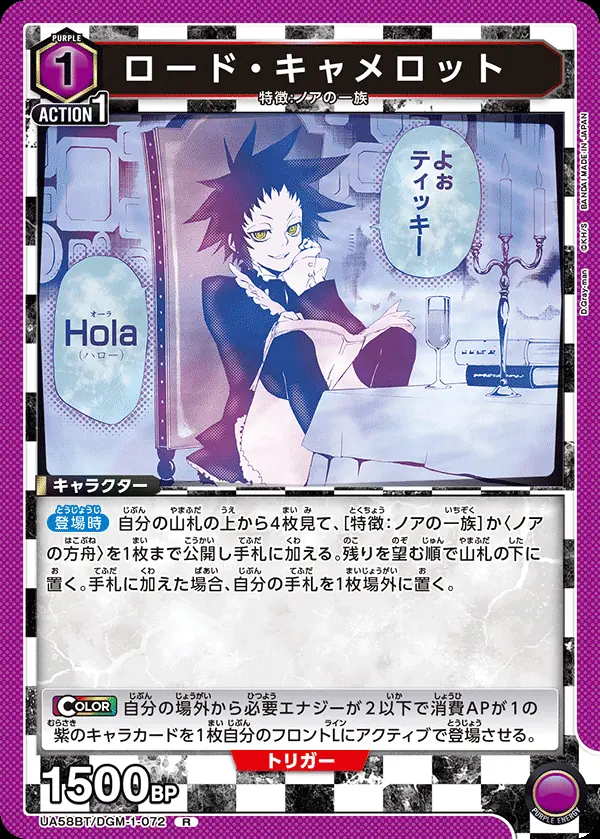 PURPLE
1
ロード・キャメロット
特徴:ノアの一族
ACTION1
よぉ
ティッキー
オーラ
Hola
(ハロー)
D.Gray-man ©KH/S BANDAI MADE IN JAPAN
キャラクター
登場時 自分の山札の上から4枚見て、[特徴:ノアの一族]か〈ノア
の方舟〉を1枚まで公開し手札に加える。残りを望む順で山札の下に
置く。手札に加えた場合、自分の手札を1枚場外に置く。
COLOR 自分の場外から必要エナジーが2以下で消費APが1の
紫のキャラカードを1枚自分のフロントLにアクティブで登場させる。
トリガー
1500BP
UA58BT/DGM-1-072 R
PURPLE ENERGY